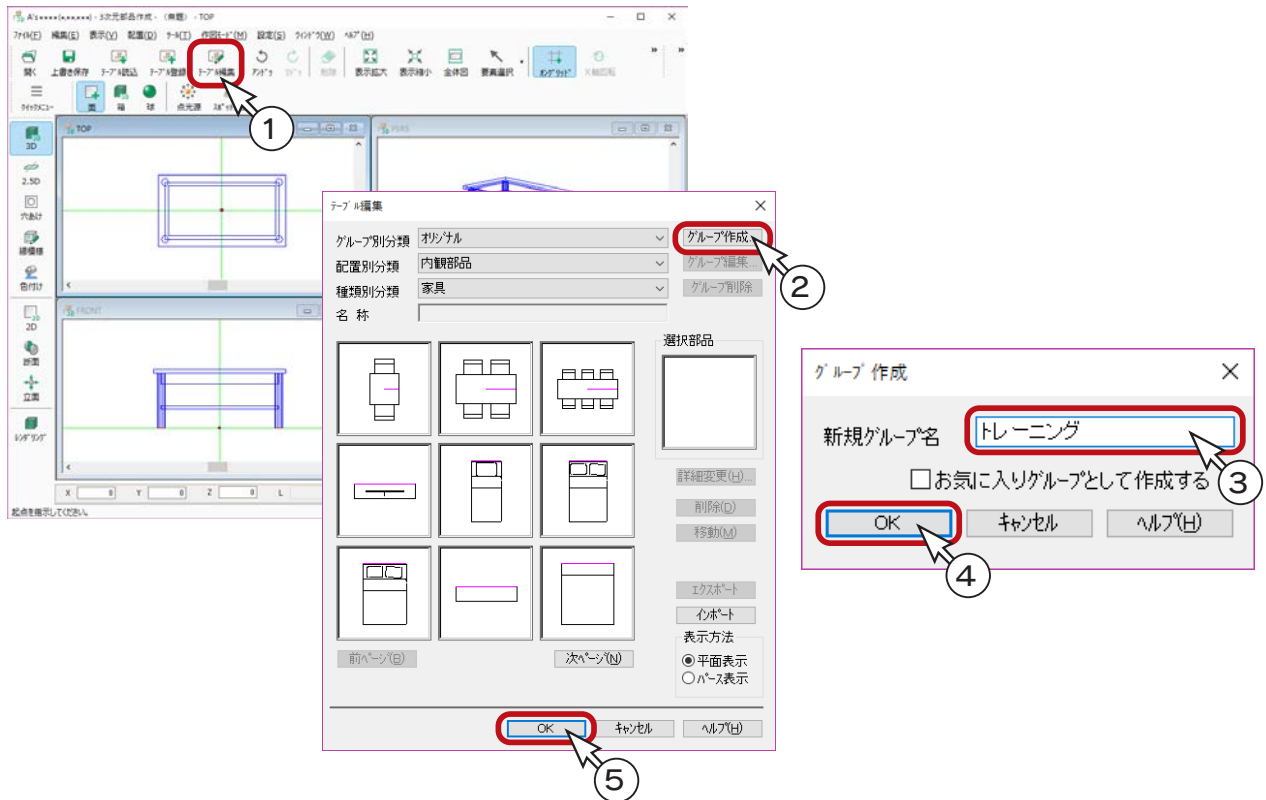 A's**** (*,**,***) - 3次元部品作成 - （無題） - TOP
ﾌｧｲﾙ(F) 編集(E) 表示(V) 配置(D) ﾂｰﾙ(T) 作図ﾓｰﾄﾞ(M) 設定(S) ｳｨﾝﾄﾞｳ(W) ﾍﾙﾌﾟ(H)
開く 上書き保存 ﾃｰﾌﾞﾙ読込 ﾃｰﾌﾞﾙ登録 ﾃｰﾌﾞﾙ編集 ｱﾝﾄﾞｩ ﾘﾄﾞｩ 削除 表示拡大 表示縮小 全体図 要素選択 ｵﾝｸﾞﾘｯﾄﾞ X軸回転
ｸｲｯｸﾒﾆｭｰ 面 箱 球 点光源
①
3D
2.5D
穴あけ
線模様
色付け
2D
断面
立面
ﾚﾝﾀﾞﾘﾝｸﾞ
TOP
PERS
FRONT
X 0 Y 0 Z 0 L
起点を指示してください。
ﾃｰﾌﾞﾙ編集
ｸﾞﾙｰﾌﾟ別分類 ｵﾘｼﾞﾅﾙ ｸﾞﾙｰﾌﾟ作成...
配置別分類 内観部品 ｸﾞﾙｰﾌﾟ編集...
種類別分類 家具 ｸﾞﾙｰﾌﾟ削除
名 称
②
選択部品
詳細変更(H)...
削除(D)
移動(M)
ｴｸｽﾎﾟｰﾄ
ｲﾝﾎﾟｰﾄ
表示方法
平面表示
ﾊﾟｰｽ表示
前ﾍﾟｰｼﾞ(B) 次ﾍﾟｰｼﾞ(N)
OK ｷｬﾝｾﾙ ﾍﾙﾌﾟ(H)
⑤
ｸﾞﾙｰﾌﾟ作成
新規ｸﾞﾙｰﾌﾟ名 トレーニング
③
お気に入りｸﾞﾙｰﾌﾟとして作成する
OK ｷｬﾝｾﾙ ﾍﾙﾌﾟ(H)
④